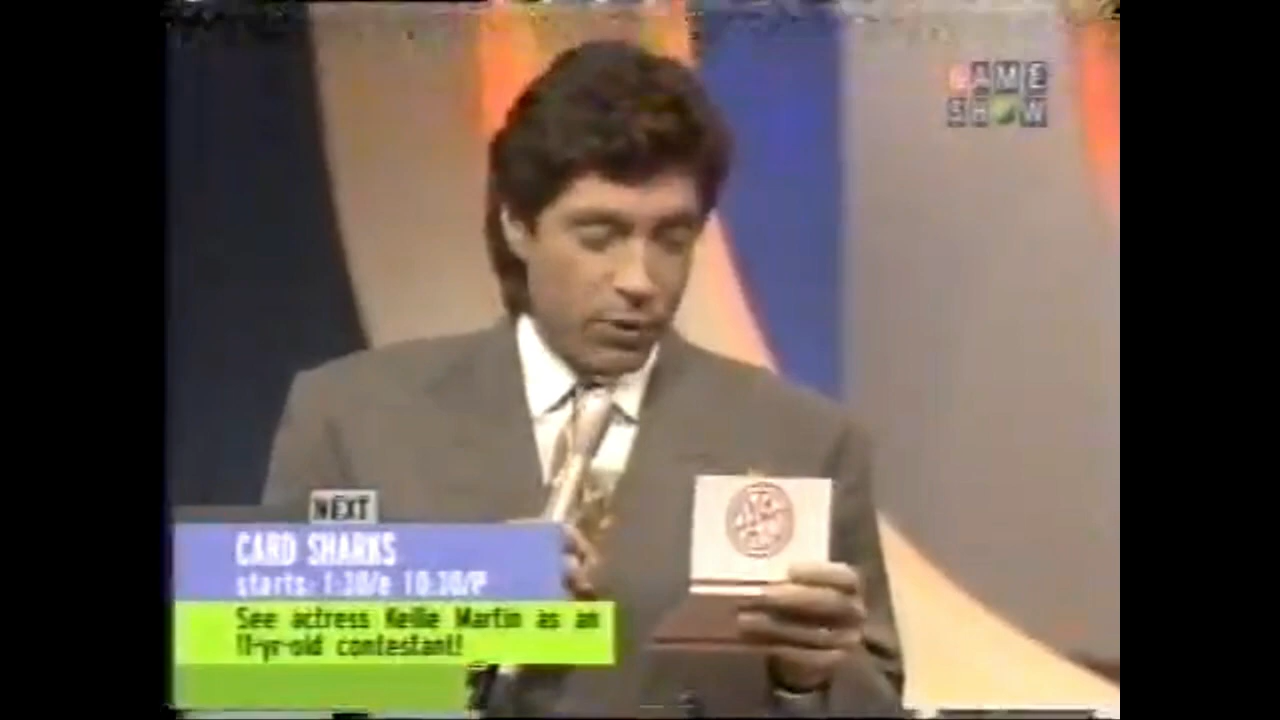 GAME
SHOW
NEXT
CARD SHARKS
starts: 1:30/e 10:30/P
See actress Kellie Martin as an
11-yr-old contestant!